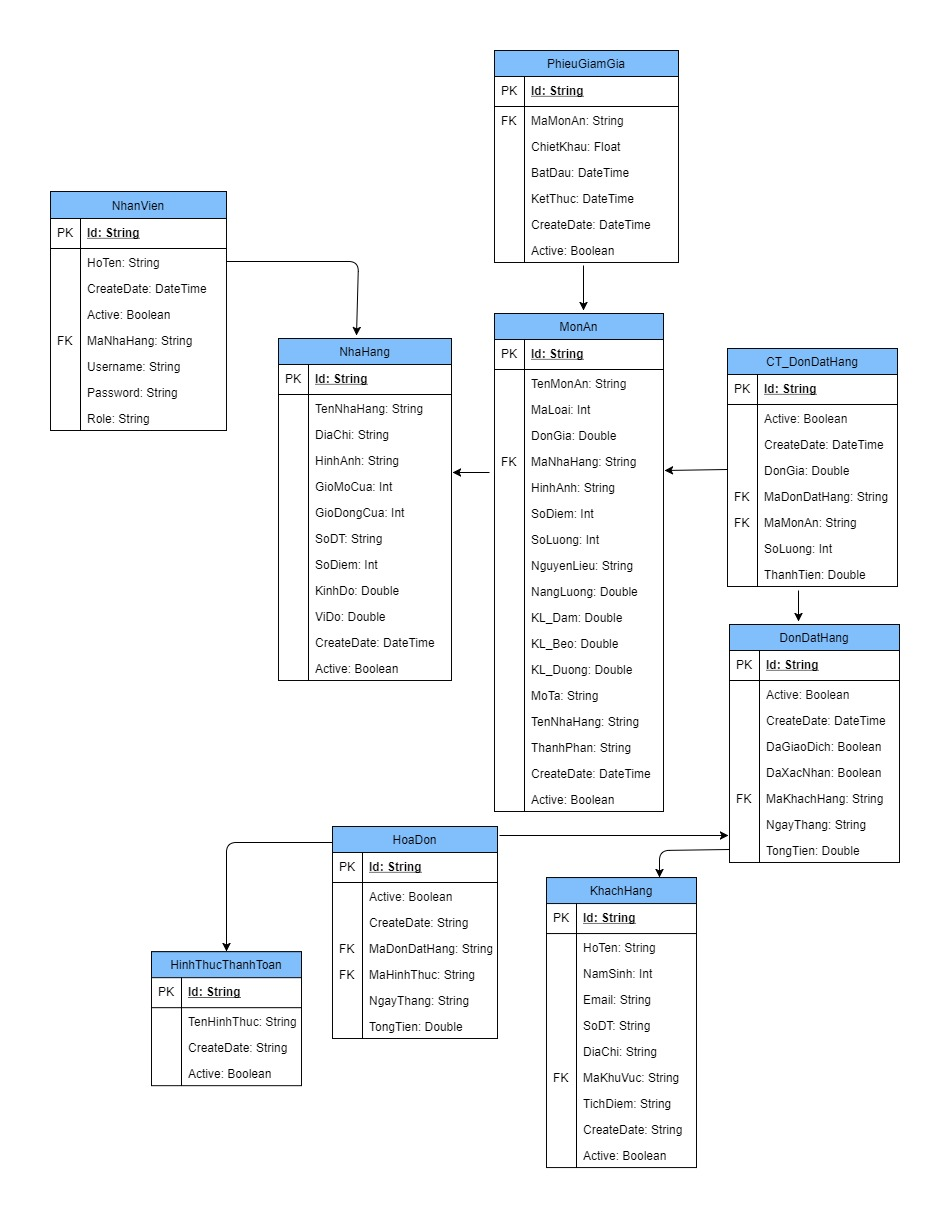 PhieuGiamGia
PK Id: String
FK MaMonAn: String
ChietKhau: Float
BatDau: DateTime
KetThuc: DateTime
CreateDate: DateTime
Active: Boolean
NhanVien
PK Id: String
HoTen: String
CreateDate: DateTime
Active: Boolean
FK MaNhaHang: String
Username: String
Password: String
Role: String
NhaHang
PK Id: String
TenNhaHang: String
DiaChi: String
HinhAnh: String
GioMoCua: Int
GioDongCua: Int
SoDT: String
SoDiem: Int
KinhDo: Double
ViDo: Double
CreateDate: DateTime
Active: Boolean
MonAn
PK Id: String
TenMonAn: String
MaLoai: Int
DonGia: Double
FK MaNhaHang: String
HinhAnh: String
SoDiem: Int
SoLuong: Int
NguyenLieu: String
NangLuong: Double
KL_Dam: Double
KL_Beo: Double
KL_Duong: Double
MoTa: String
TenNhaHang: String
ThanhPhan: String
CreateDate: DateTime
Active: Boolean
CT_DonDatHang
PK Id: String
Active: Boolean
CreateDate: DateTime
DonGia: Double
FK MaDonDatHang: String
FK MaMonAn: String
SoLuong: Int
ThanhTien: Double
DonDatHang
PK Id: String
Active: Boolean
CreateDate: DateTime
DaGiaoDich: Boolean
DaXacNhan: Boolean
FK MaKhachHang: String
NgayThang: String
TongTien: Double
HoaDon
PK Id: String
Active: Boolean
CreateDate: String
FK MaDonDatHang: String
FK MaHinhThuc: String
NgayThang: String
TongTien: Double
HinhThucThanhToan
PK Id: String
TenHinhThuc: String
CreateDate: String
Active: Boolean
KhachHang
PK Id: String
HoTen: String
NamSinh: Int
Email: String
SoDT: String
DiaChi: String
FK MaKhuVuc: String
TichDiem: String
CreateDate: String
Active: Boolean